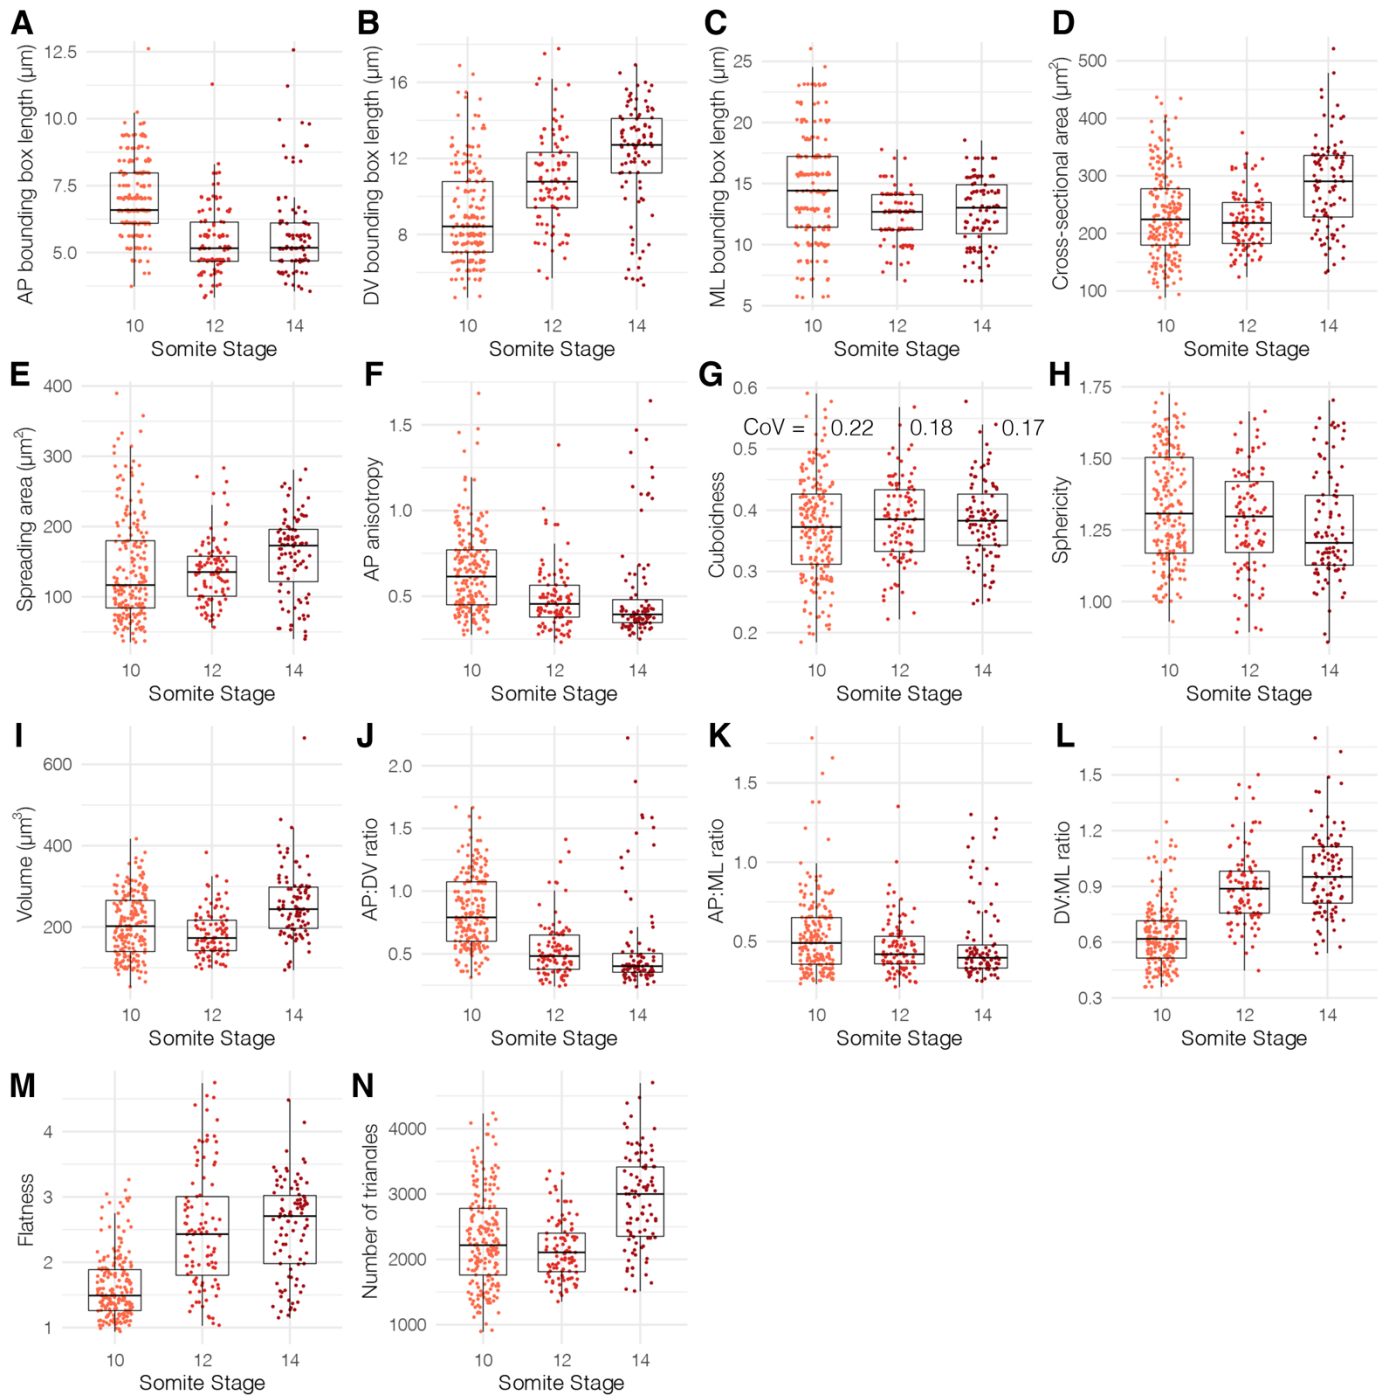 A
AP bounding box length (μm)
12.5
10.0
7.5
5.0
10 12 14
Somite Stage
B
DV bounding box length (μm)
16
12
8
10 12 14
Somite Stage
C
ML bounding box length (μm)
25
20
15
10
5
10 12 14
Somite Stage
D
Cross-sectional area (μm²)
500
400
300
200
100
10 12 14
Somite Stage
E
Spreading area (μm²)
400
300
200
100
10 12 14
Somite Stage
F
AP anisotropy
1.5
1.0
0.5
10 12 14
Somite Stage
G
Cuboidness
0.6
0.5
0.4
0.3
0.2
CoV = 0.22 0.18 0.17
10 12 14
Somite Stage
H
Sphericity
1.75
1.50
1.25
1.00
10 12 14
Somite Stage
I
Volume (μm³)
600
400
200
10 12 14
Somite Stage
J
AP:DV ratio
2.0
1.5
1.0
0.5
10 12 14
Somite Stage
K
AP:ML ratio
1.5
1.0
0.5
10 12 14
Somite Stage
L
DV:ML ratio
1.5
1.2
0.9
0.6
0.3
10 12 14
Somite Stage
M
Flatness
4
3
2
1
10 12 14
Somite Stage
N
Number of triangles
4000
3000
2000
1000
10 12 14
Somite Stage